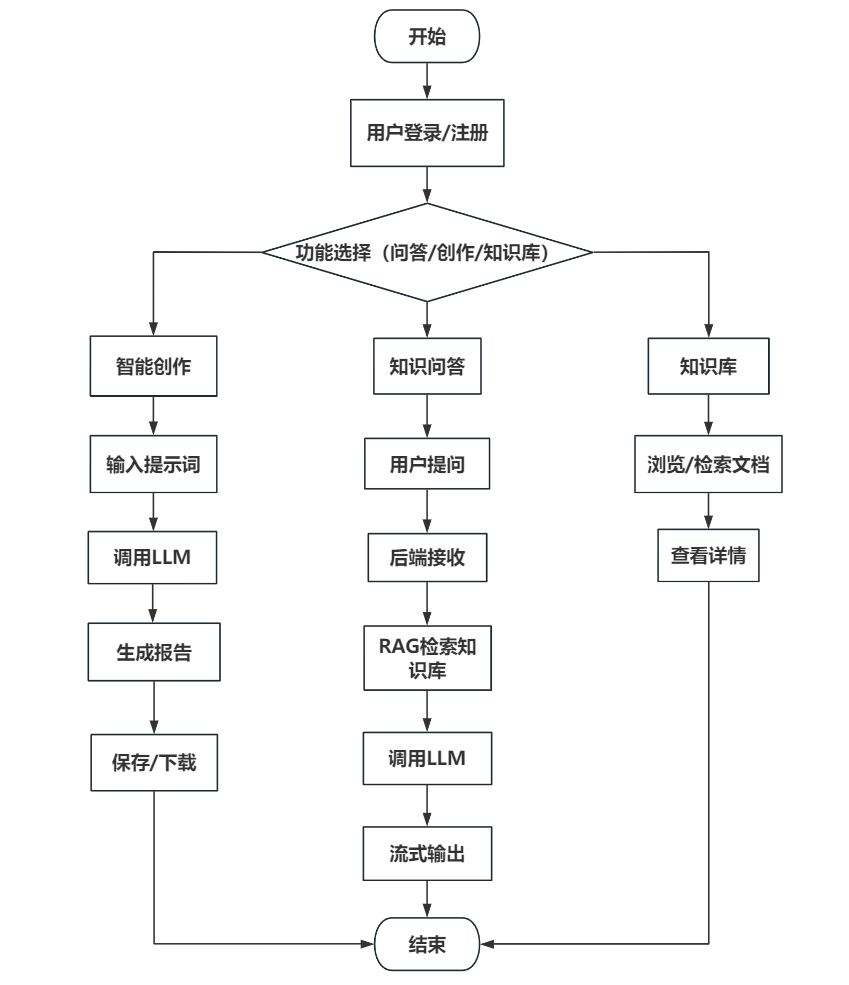 开始
用户登录/注册
功能选择（问答/创作/知识库）
智能创作
知识问答
知识库
输入提示词
用户提问
浏览/检索文档
调用LLM
后端接收
查看详情
生成报告
RAG检索知
识库
保存/下载
调用LLM
流式输出
结束